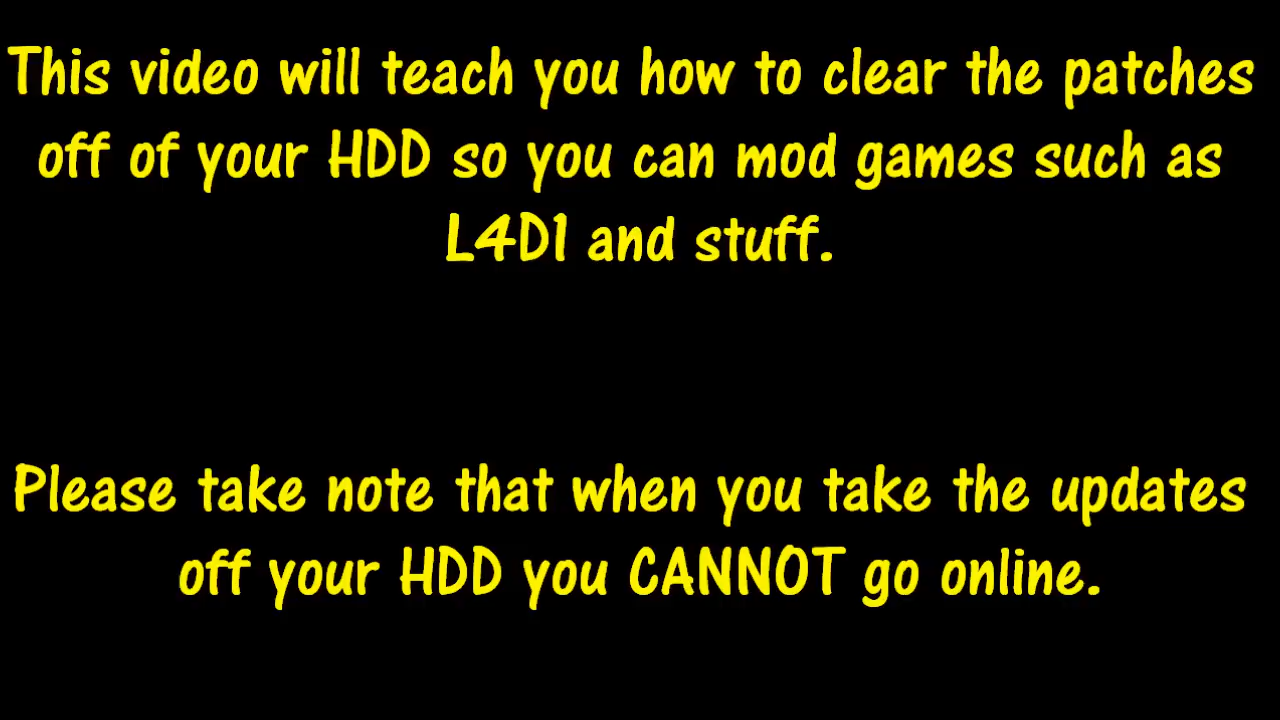 This video will teach you how to clear the patches
off of your HDD so you can mod games such as
L4D1 and stuff.
Please take note that when you take the updates
off your HDD you CANNOT go online.